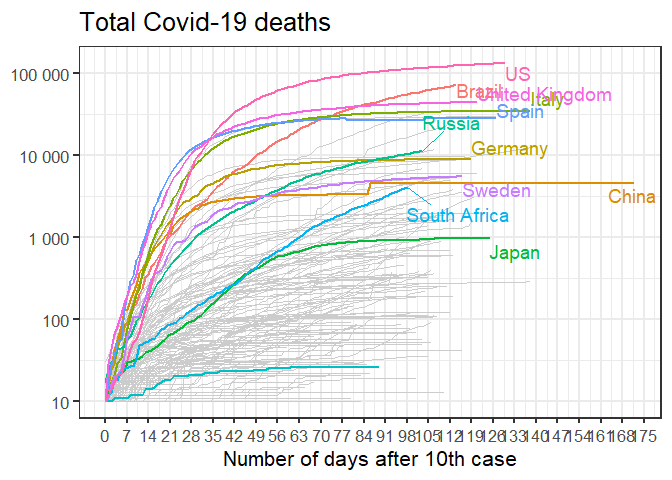 Total Covid-19 deaths
100 000
US
Brazil
United Kingdom
Italy
Spain
Russia
10 000
Germany
Sweden
China
South Africa
1 000
Japan
100
10
0 7 14 21 28 35 42 49 56 63 70 77 84 91 98 105 112 119 126 133 140 147 154 161 168 175
Number of days after 10th case